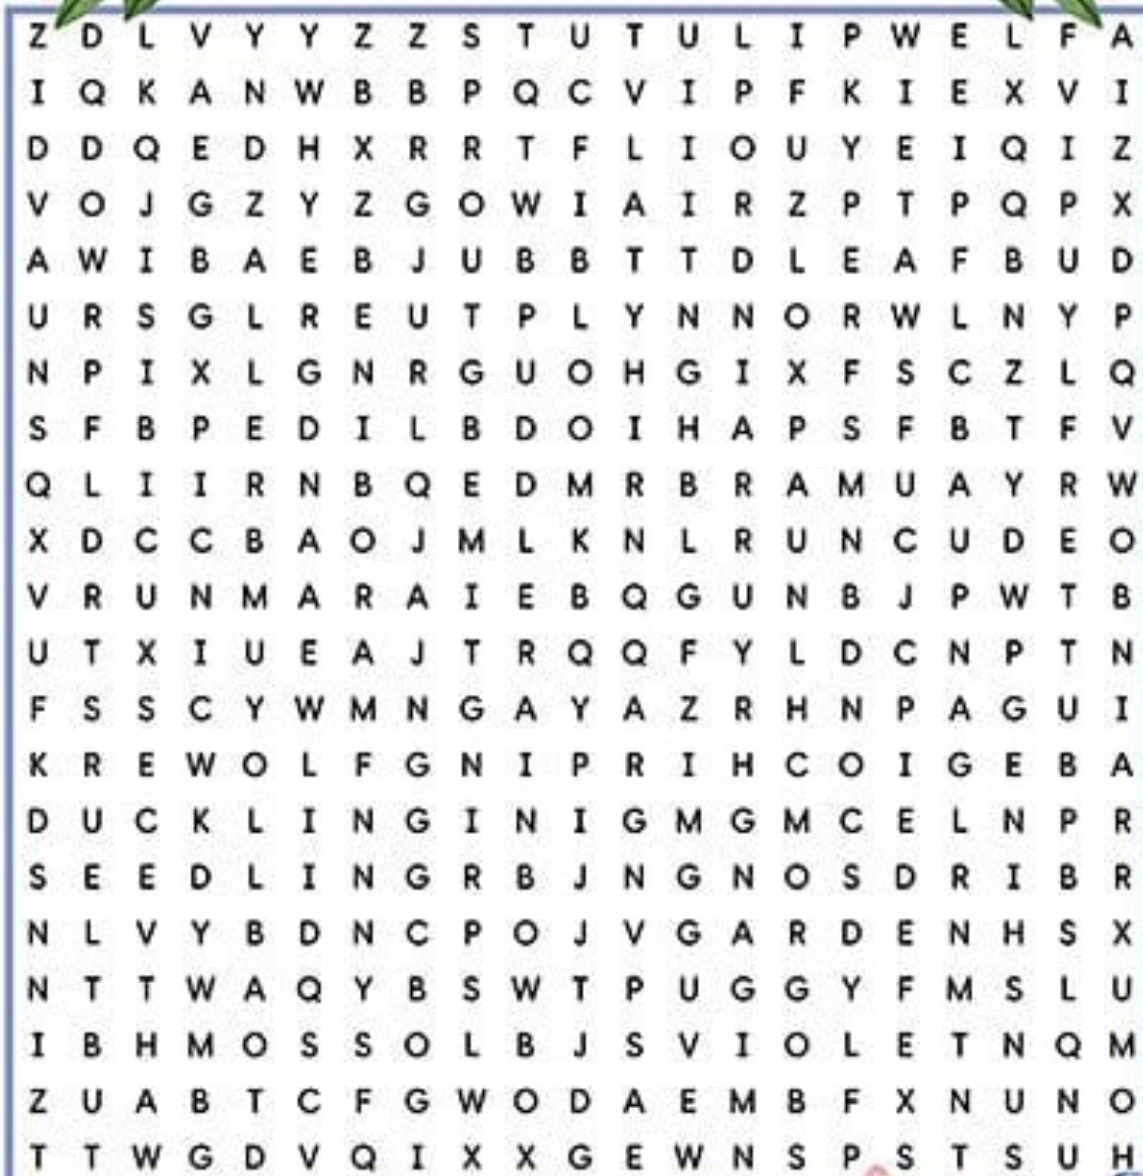 Z D L V Y Y Z Z S T U T U L I P W E L F A
I Q K A N W B B P Q C V I P F K I E X V I
D D Q E D H X R R T F L I O U Y E I Q I Z
V O J G Z Y Z G O W I A I R Z P T P Q P X
A W I B A E B J U B B T T D L E A F B U D
U R S G L R E U T P L Y N N O R W L N Y P
N P I X L G N R G U O H G I X F S C Z L Q
S F B P E D I L B D O I H A P S F B T F V
Q L I I R N B Q E D M R B R A M U A Y R W
X D C C B A O J M L K N L R U N C U D E O
V R U N M A R A I E B Q G U N B J P W T B
U T X I U E A J T R Q Q F Y L D C N P T N
F S S C Y W M N G A Y A Z R H N P A G U I
K R E W O L F G N I P R I H C O I G E B A
D U C K L I N G I N I G M G M C E L N P R
S E E D L I N G R B J N G N O S D R I B R
N L V Y B D N C P O J V G A R D E N H S X
N T T W A Q Y B S W T P U G G Y F M S L U
I B H M O S S O L B J S V I O L E T N Q M
Z U A B T C F G W O D A E M B F X N U N O
T T W G D V Q I X X G E W N S P S T S U H